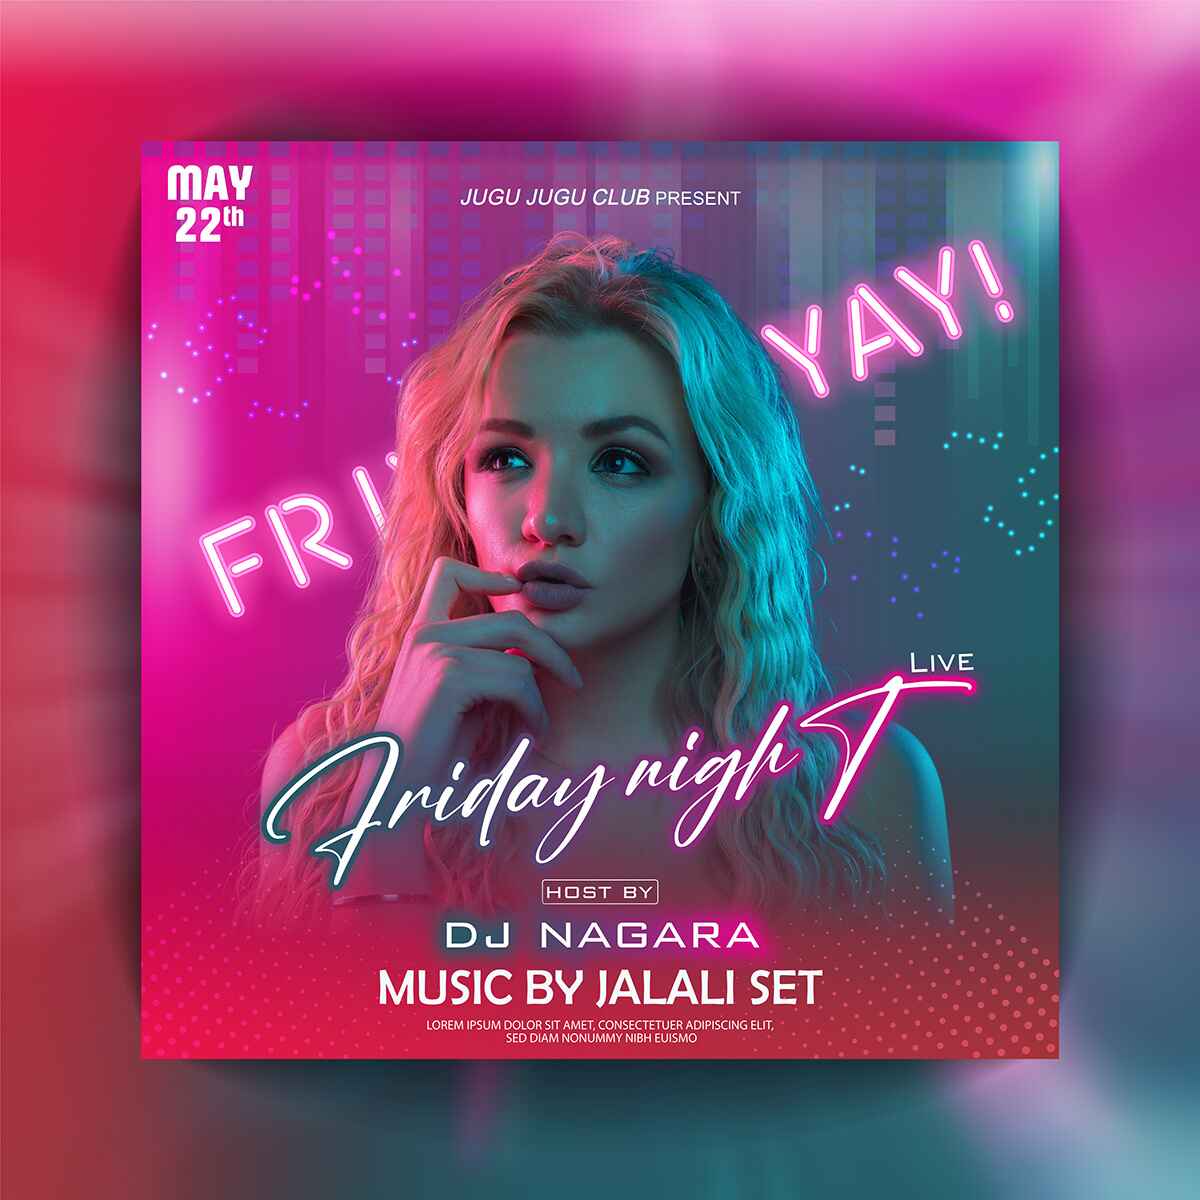 MAY
22th
JUGU JUGU CLUB PRESENT
YAY!
FRI
LIVE
Friday nighT
HOST BY
DJ NAGARA
MUSIC BY JALALI SET
LOREM IPSUM DOLOR SIT AMET, CONSECTETUER ADIPISCING ELIT,
SED DIAM NONUMMY NIBH EUISMO